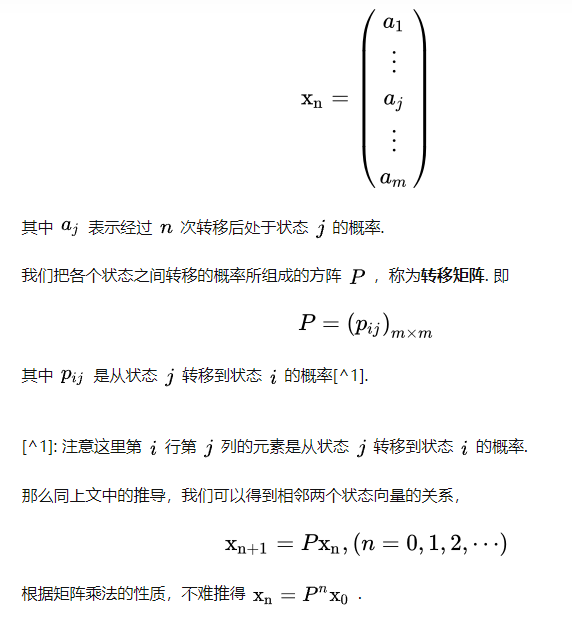 $\mathrm{x_n} = \begin{pmatrix} a_1 \\ \vdots \\ a_j \\ \vdots \\ a_m \end{pmatrix}$
其中 $a_j$ 表示经过 $n$ 次转移后处于状态 $j$ 的概率.
我们把各个状态之间转移的概率所组成的方阵 $P$ ，称为转移矩阵. 即
$P = (p_{ij})_{m \times m}$
其中 $p_{ij}$ 是从状态 $j$ 转移到状态 $i$ 的概率[^1].
[^1]: 注意这里第 $i$ 行第 $j$ 列的元素是从状态 $j$ 转移到状态 $i$ 的概率.
那么同上文中的推导，我们可以得到相邻两个状态向量的关系，
$\mathrm{x_{n+1}} = P\mathrm{x_n}, (n = 0, 1, 2, \cdots)$
根据矩阵乘法的性质，不难推得 $\mathrm{x_n} = P^n \mathrm{x_0}$ .